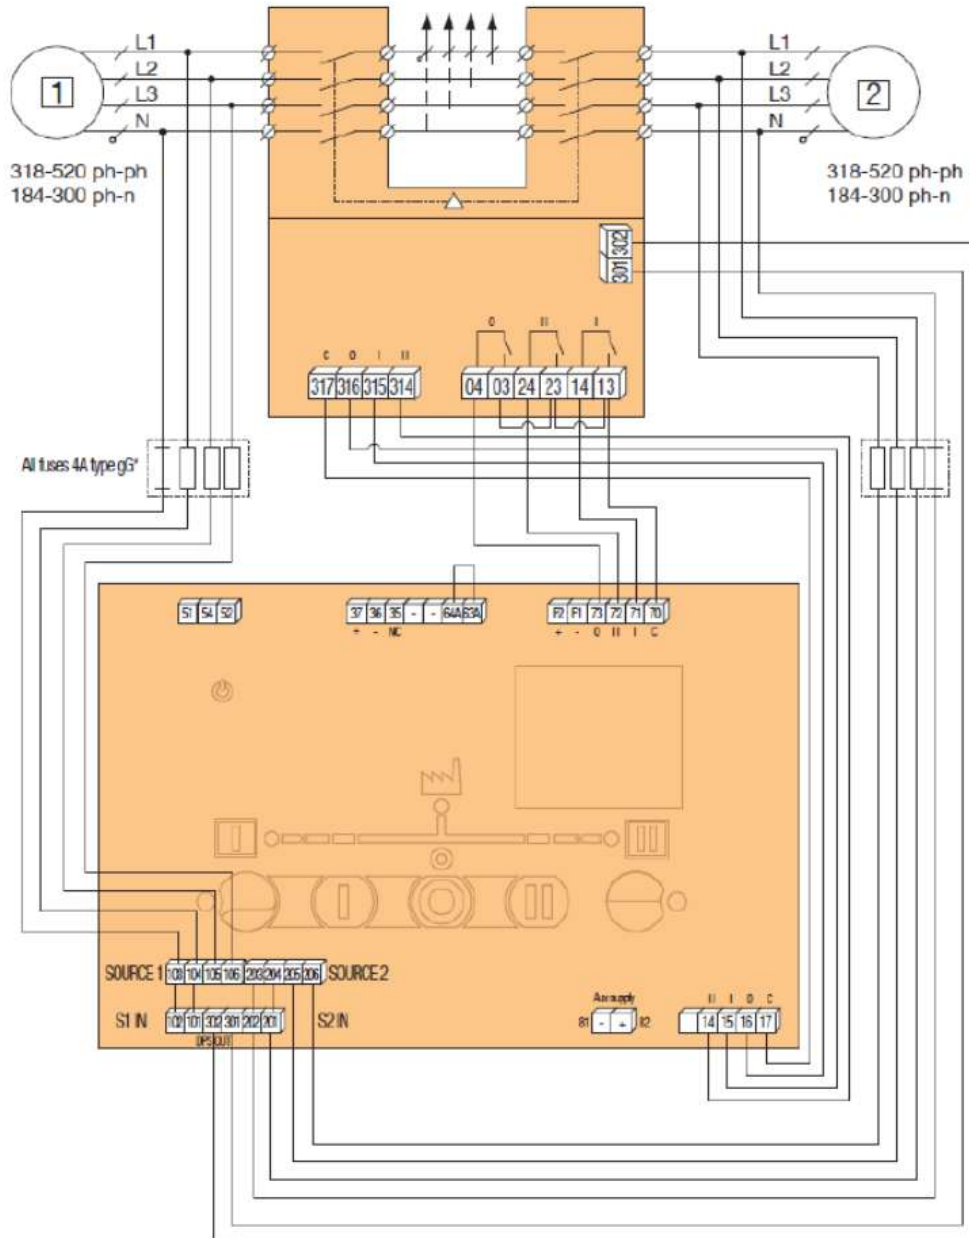 L1 L1
L2 L2
1 2
L3 L3
N N
318-520 ph-ph 318-520 ph-ph
184-300 ph-n 184-300 ph-n
302
301
0 II I
C 0 I II
317 316 315 314 04 03 24 23 14 13
All fuses 4A type gG*
51 54 52 37 36 35 - - 64A 63A F2 F1 73 72 71 70
+ - NC + - 0 II I C
I II
I II
SOURCE 1 103 104 105 106 203 204 205 206 SOURCE 2
Aux supply II I 0 C
S1 IN 102 101 302 301 202 201 S2 IN 81 - + 82 14 15 16 17
DPS OUT